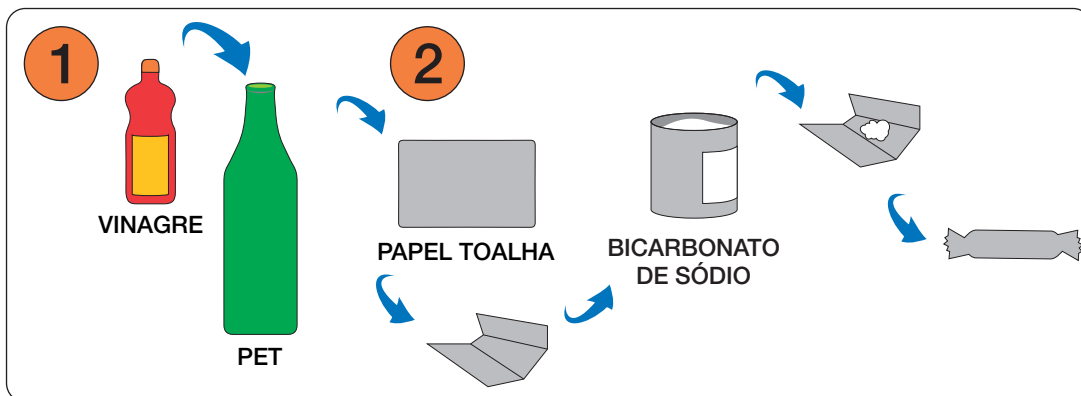 1
2
VINAGRE
PET
PAPEL TOALHA
BICARBONATO
DE SÓDIO